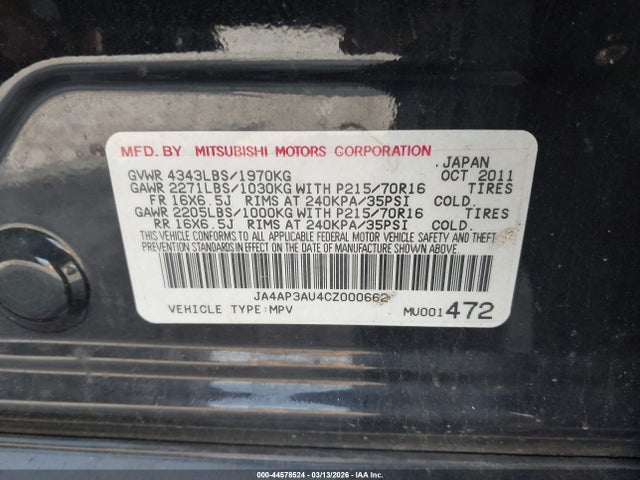 MFD. BY MITSUBISHI MOTORS CORPORATION
. JAPAN
GVWR 4343LBS/1970KG OCT 2011
GAWR 2271LBS/1030KG WITH P215/70R16 TIRES
FR 16X6.5J RIMS AT 240KPA/35PSI COLD.
GAWR 2205LBS/1000KG WITH P215/70R16 TIRES
RR 16X6.5J RIMS AT 240KPA/35PSI COLD.
THIS VEHICLE CONFORMS TO ALL APPLICABLE FEDERAL MOTOR VEHICLE SAFETY AND THEFT
PREVENTION STANDARDS IN EFFECT ON THE DATE OF MANUFACTURE SHOWN ABOVE.
JA4AP3AU4CZ000662
VEHICLE TYPE:MPV MU001472
000-44578524 | 03/13/2026 | IAA Inc.